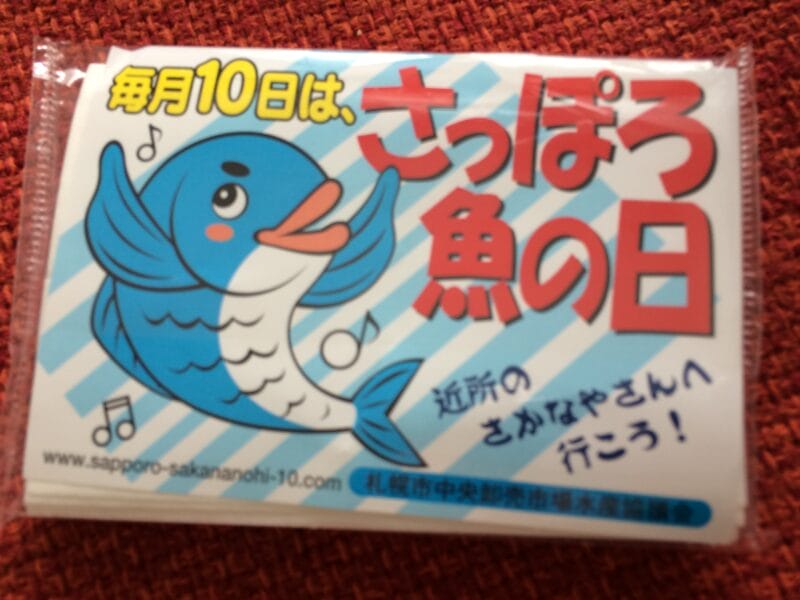 毎月10日は、
さっぽろ
魚の日
近所の
さかなやさんへ
行こう！
www.sapporo-sakananohi-10.com
札幌市中央卸売市場水産協議会